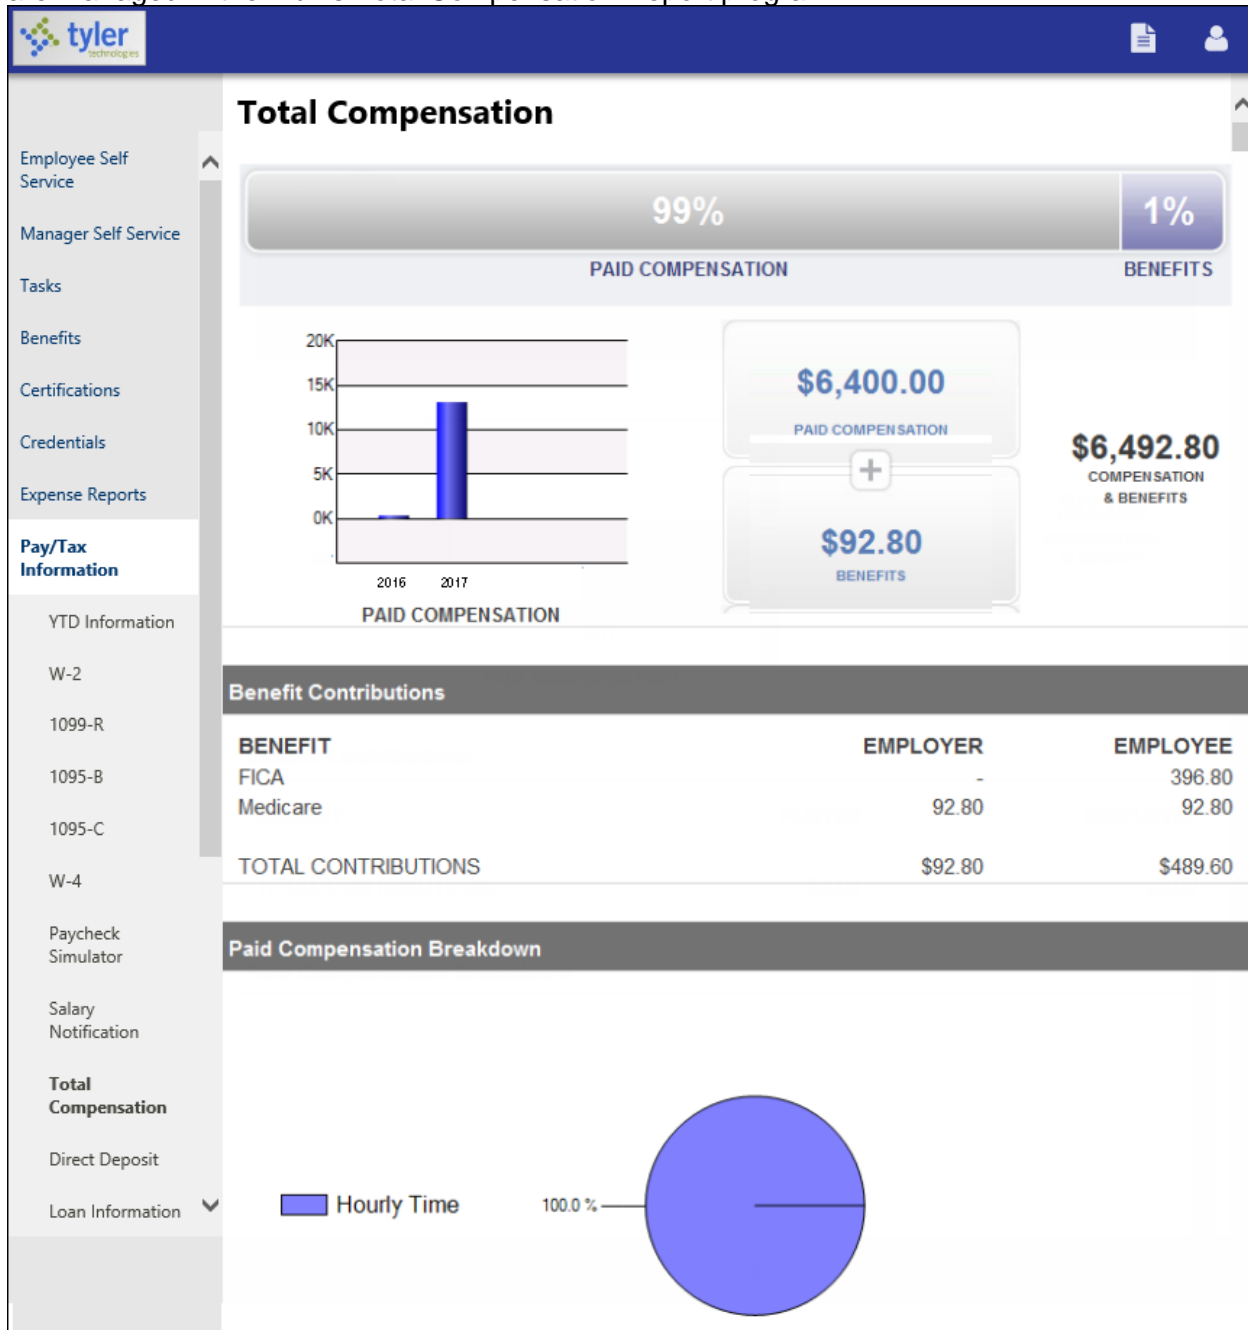 tyler
technologies
Total Compensation
Employee Self
Service
Manager Self Service
Tasks
Benefits
Certifications
Credentials
Expense Reports
Pay/Tax
Information
YTD Information
W-2
1099-R
1095-B
1095-C
W-4
Paycheck
Simulator
Salary
Notification
Total
Compensation
Direct Deposit
Loan Information
99%
1%
PAID COMPENSATION
BENEFITS
20K
15K
10K
5K
0K
2016
2017
PAID COMPENSATION
$6,400.00
PAID COMPENSATION
+
$92.80
BENEFITS
$6,492.80
COMPENSATION
& BENEFITS
Benefit Contributions
BENEFIT EMPLOYER EMPLOYEE
FICA - 396.80
Medicare 92.80 92.80
TOTAL CONTRIBUTIONS $92.80 $489.60
Paid Compensation Breakdown
Hourly Time
100.0 %